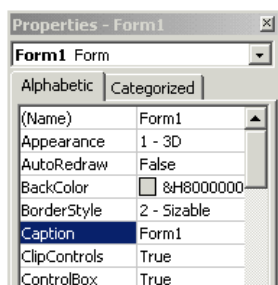 Properties - Form1
Form1 Form
Alphabetic Categorized
(Name) Form1
Appearance 1 - 3D
AutoRedraw False
BackColor &H8000000
BorderStyle 2 - Sizable
Caption Form1
ClipControls True
ControlBox True